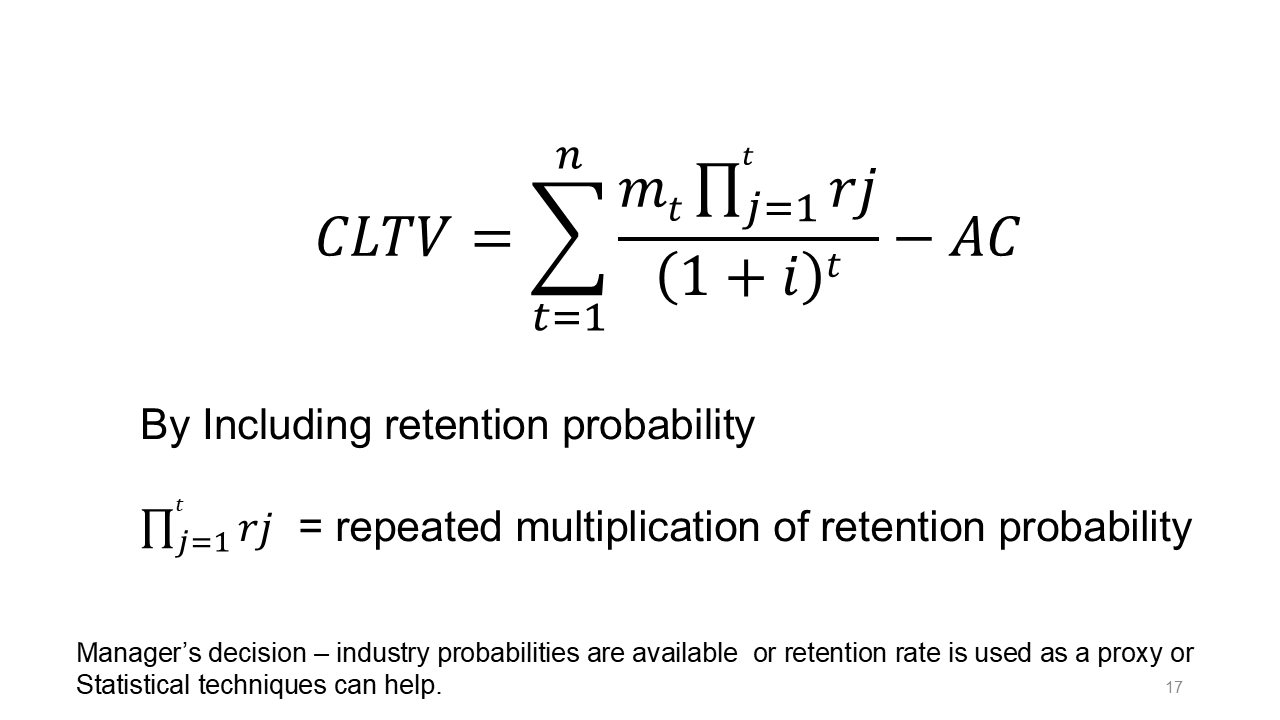 CLTV = \sum_{t=1}^{n} \frac{m_t \prod_{j=1}^{t} rj}{(1 + i)^t} − AC
By Including retention probability
\prod_{j=1}^{t} rj = repeated multiplication of retention probability
Manager’s decision – industry probabilities are available  or retention rate is used as a proxy or
Statistical techniques can help.
17